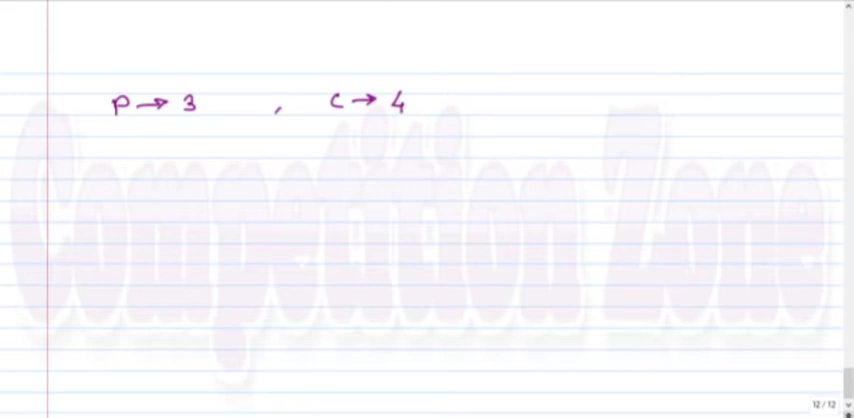 P → 3 , C → 4
Competition Zone
12 / 12